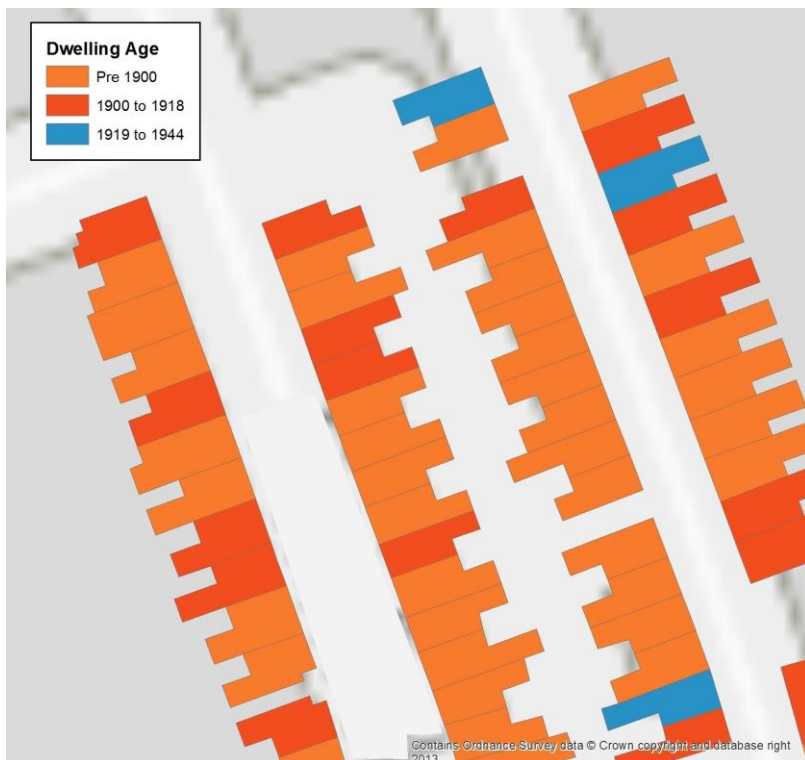 Dwelling Age
Pre 1900
1900 to 1918
1919 to 1944
Contains Ordnance Survey data © Crown copyright and database right
2013